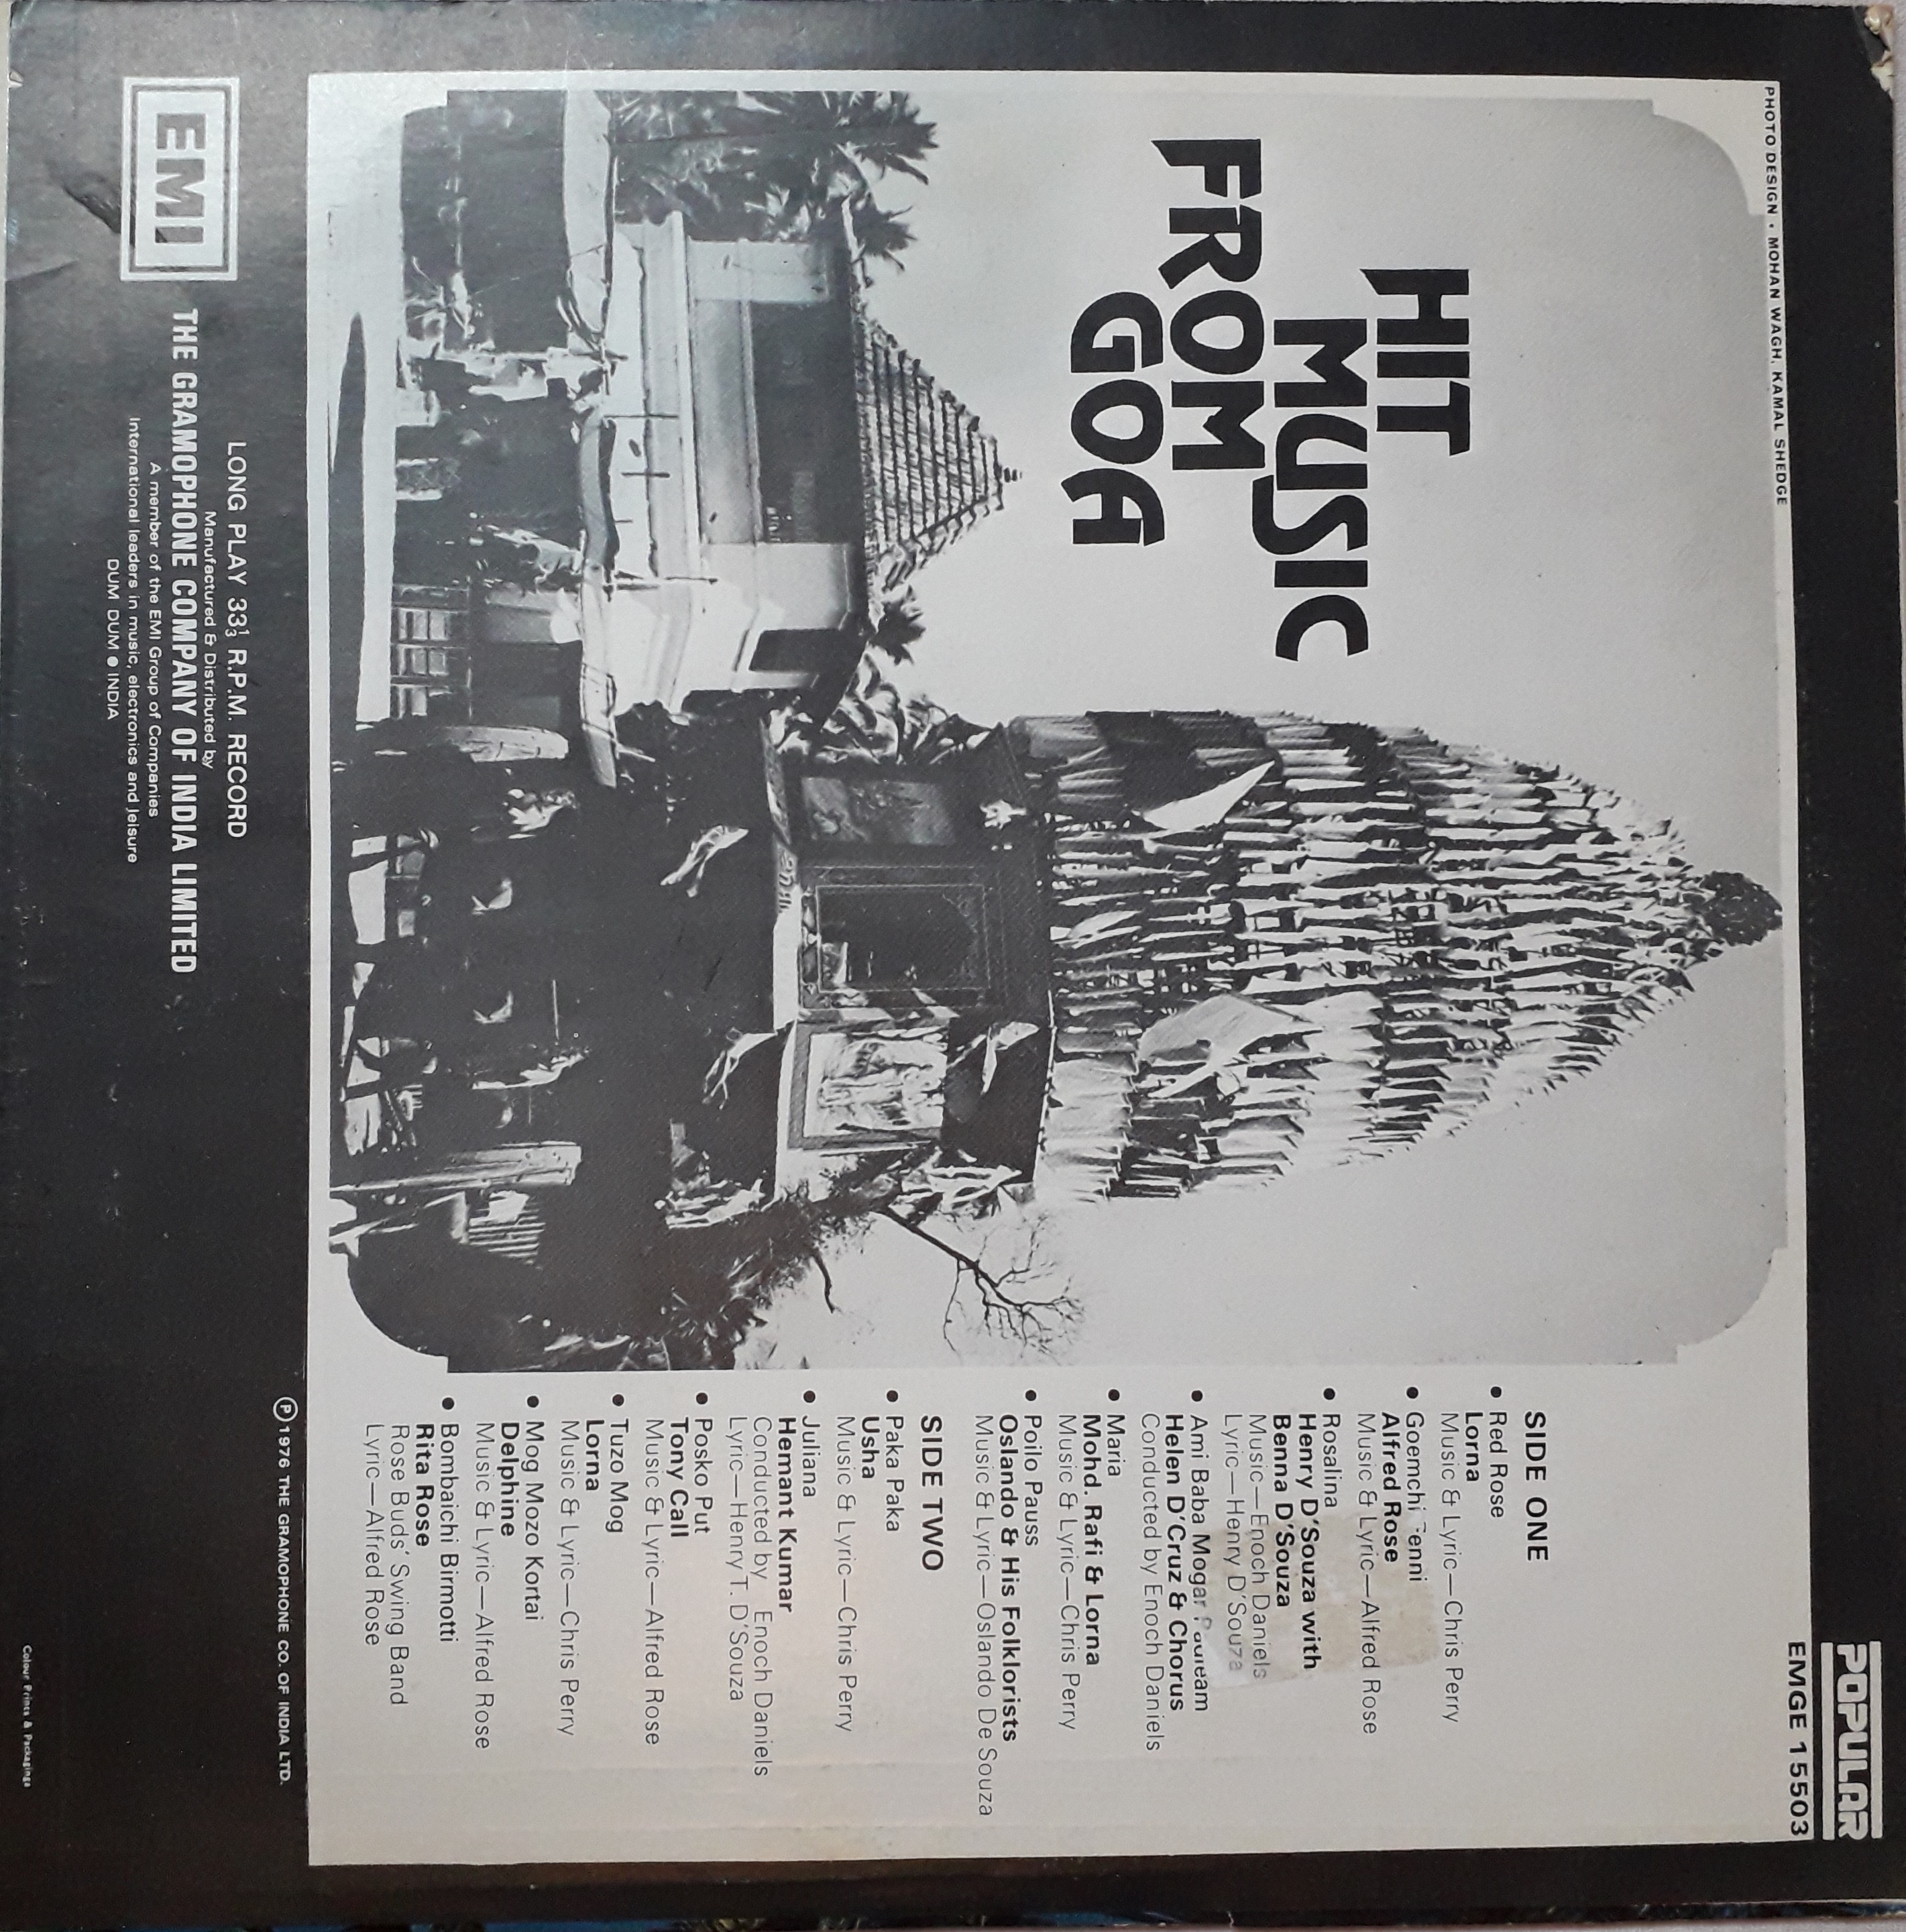 POPULAR
EMGE 15503
PHOTO DESIGN • MOHAN WAGH, KAMAL SHEDGE
HIT
MUSIC
FROM
GOA
SIDE ONE
• Red Rose
Lorna
Music & Lyric—Chris Perry
• Goemchi
Alfred Rose
Music & Lyric—Alfred Rose
• Rosalina
Henry D'Souza with
Benna D'Souza
Music—Enoch Daniels
Lyric—Henry D'Souza
• Ami Baba Mogar
Helen D'Cruz & Chorus
Conducted by Enoch Daniels
• Maria
Mohd. Rafi & Lorna
Music & Lyric—Chris Perry
• Poilo Pauss
Oslando & His Folklorists
Music & Lyric—Oslando De Souza
SIDE TWO
• Paka Paka
Usha
Music & Lyric—Chris Perry
• Juliana
Hemant Kumar
Conducted by Enoch Daniels
Lyric—Henry T. D'Souza
• Posko Put
Tony Call
Music & Lyric—Alfred Rose
• Tuzo Mog
Lorna
Music & Lyric—Chris Perry
• Mog Mozo Kortai
Delphine
Music & Lyric—Alfred Rose
• Bombaichi Birmotti
Rita Rose
Rose Buds' Swing Band
Lyric—Alfred Rose
Ⓟ 1976 THE GRAMOPHONE CO. OF INDIA LTD.
EMI
LONG PLAY 33⅓ R.P.M. RECORD
Manufactured & Distributed by
THE GRAMOPHONE COMPANY OF INDIA LIMITED
A member of the EMI Group of Companies
International leaders in music, electronics and leisure
DUM DUM ● INDIA
Colour Prints & Packagings